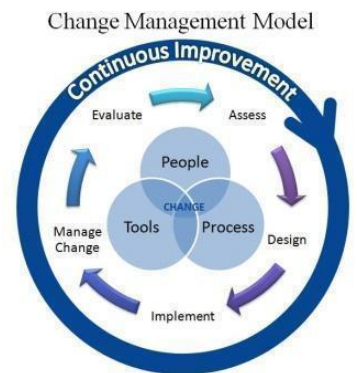 Change Management Model
Continuous Improvement
Evaluate
Assess
People
CHANGE
Tools
Process
Manage
Change
Design
Implement